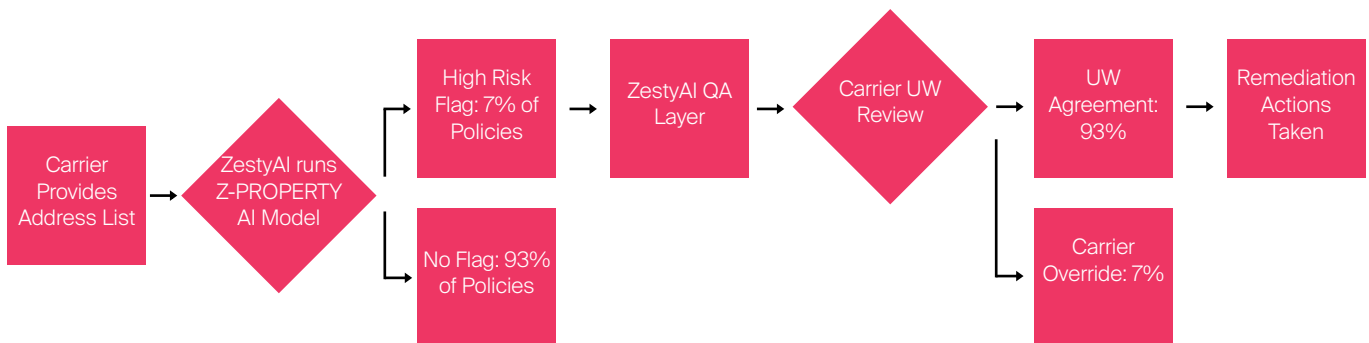 Carrier
Provides
Address List
ZestyAI runs
Z-PROPERTY
AI Model
High Risk
Flag: 7% of
Policies
No Flag: 93%
of Policies
ZestyAI QA
Layer
Carrier UW
Review
UW
Agreement:
93%
Carrier
Override: 7%
Remediation
Actions
Taken